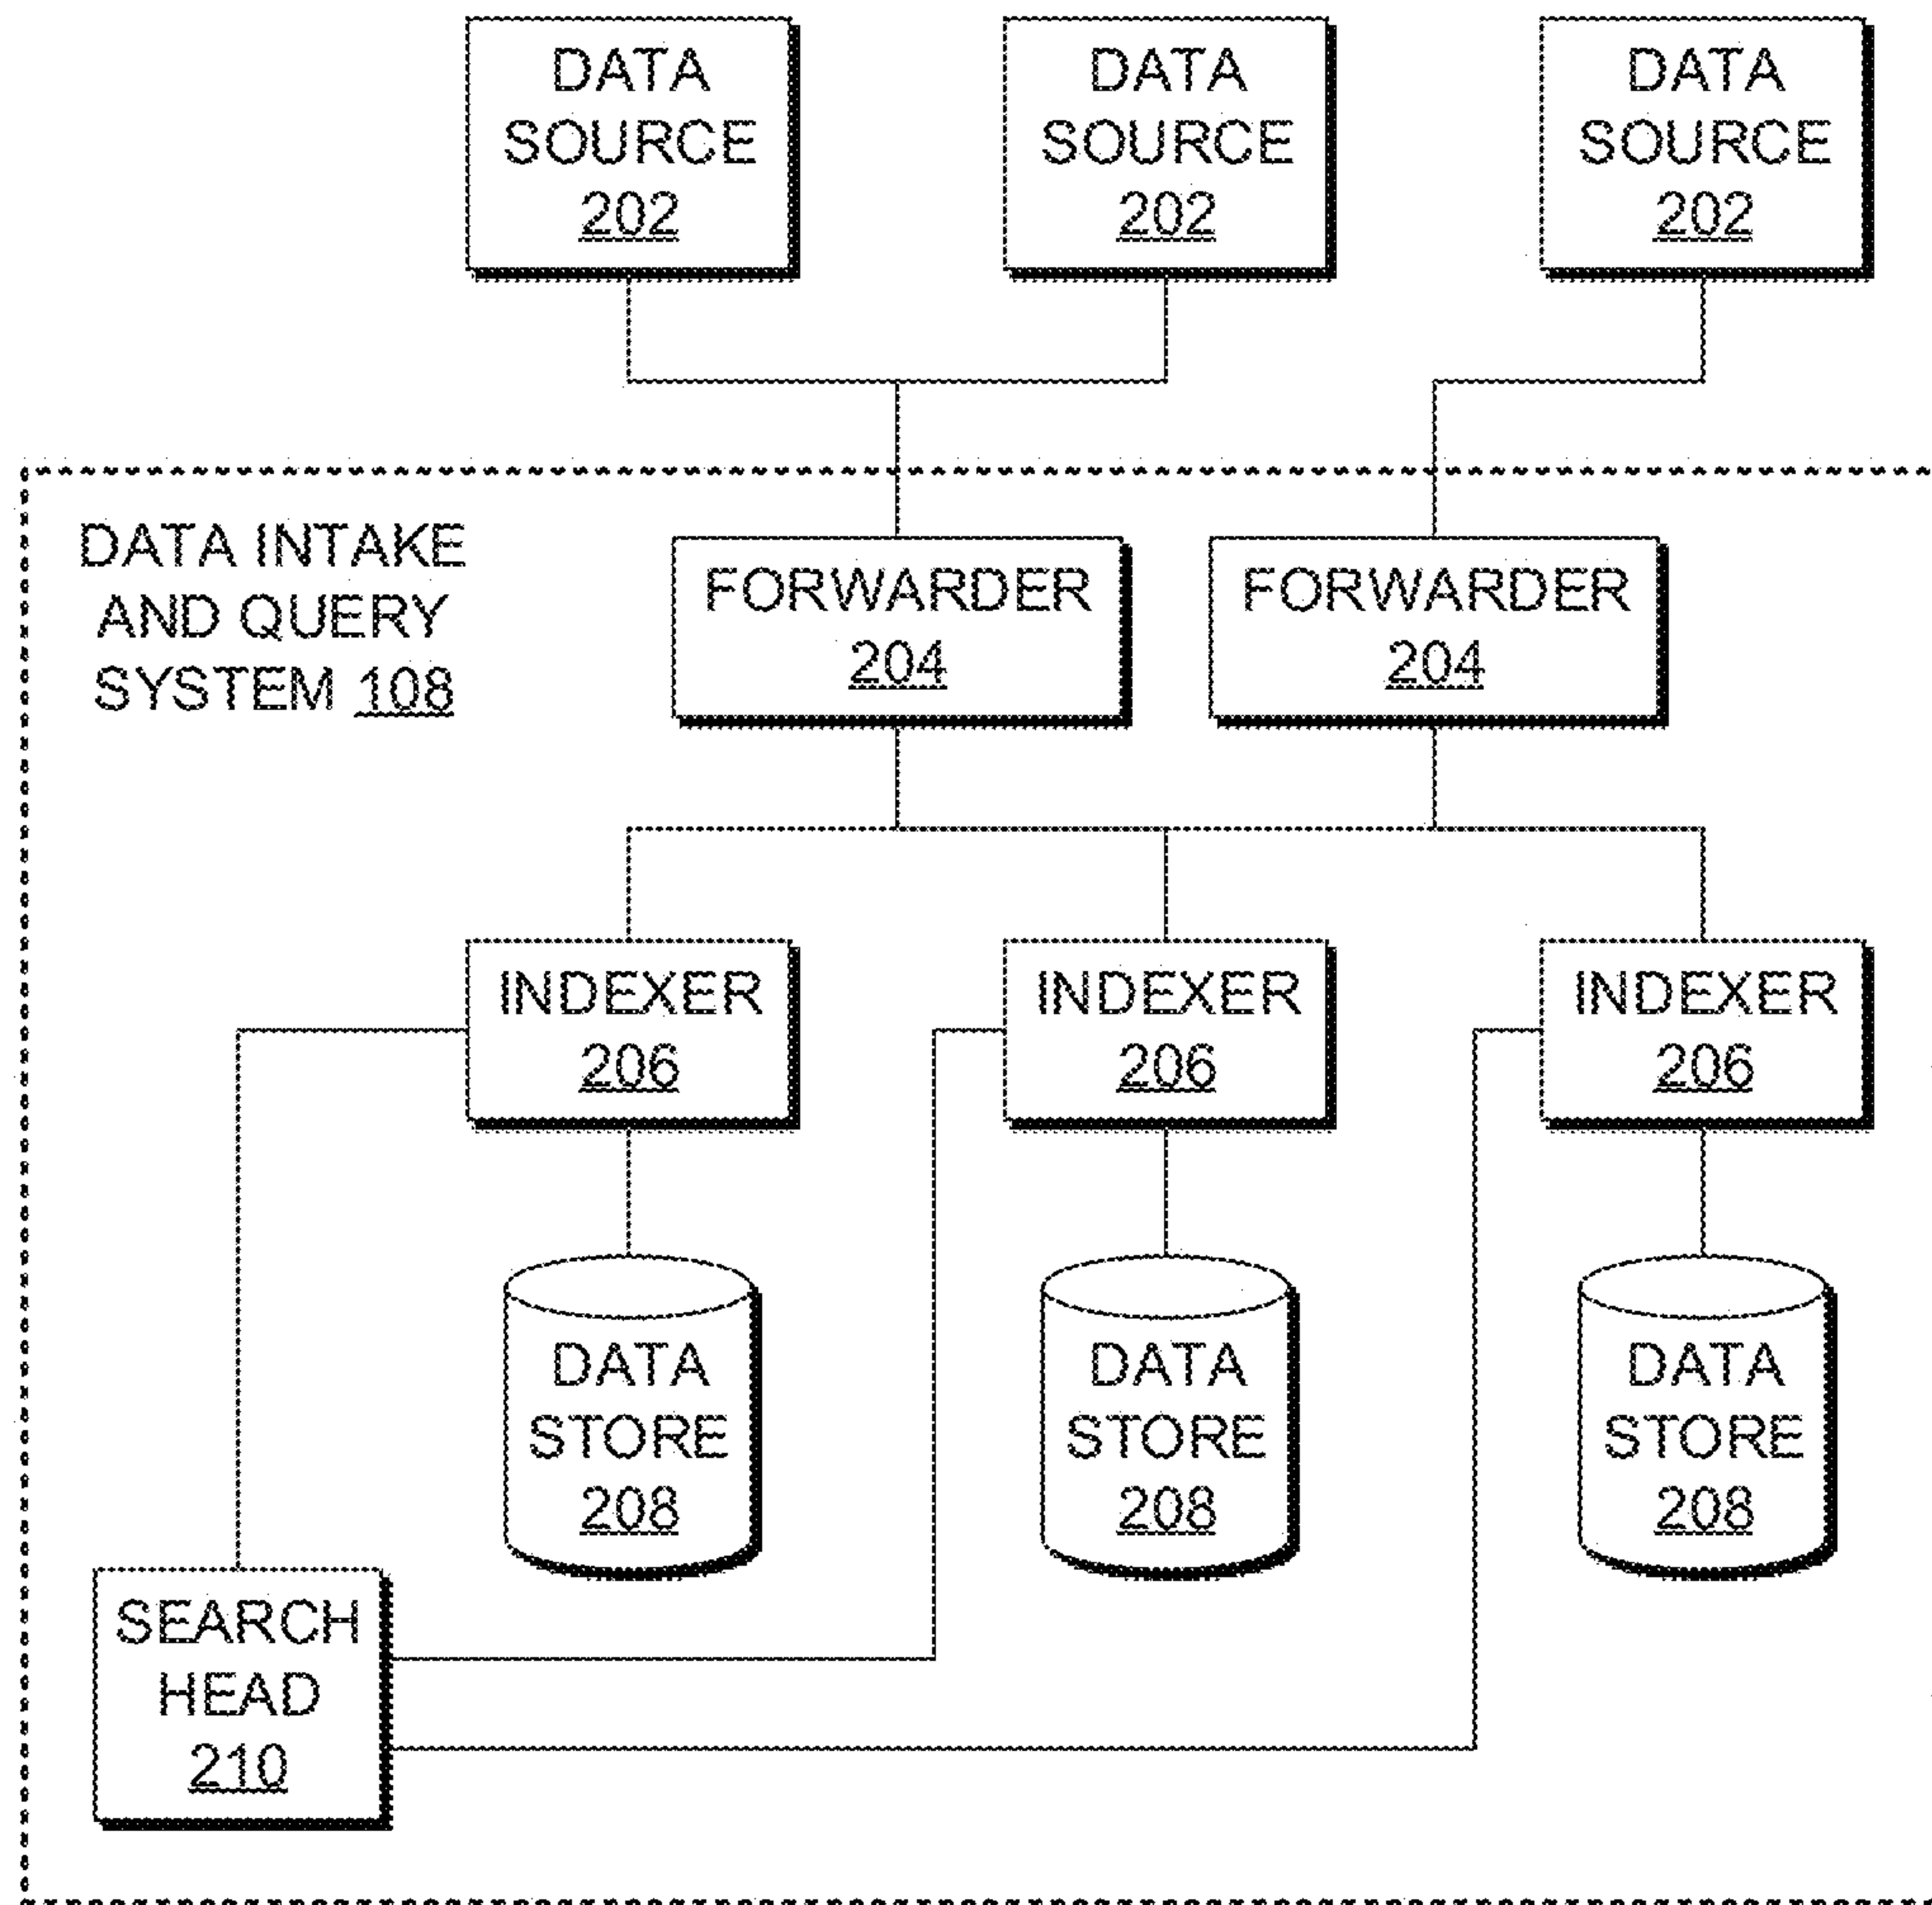 DATA
SOURCE
202
DATA
SOURCE
202
DATA
SOURCE
202
DATA INTAKE
AND QUERY
SYSTEM 108
FORWARDER
204
FORWARDER
204
INDEXER
206
INDEXER
206
INDEXER
206
DATA
STORE
208
DATA
STORE
208
DATA
STORE
208
SEARCH
HEAD
210